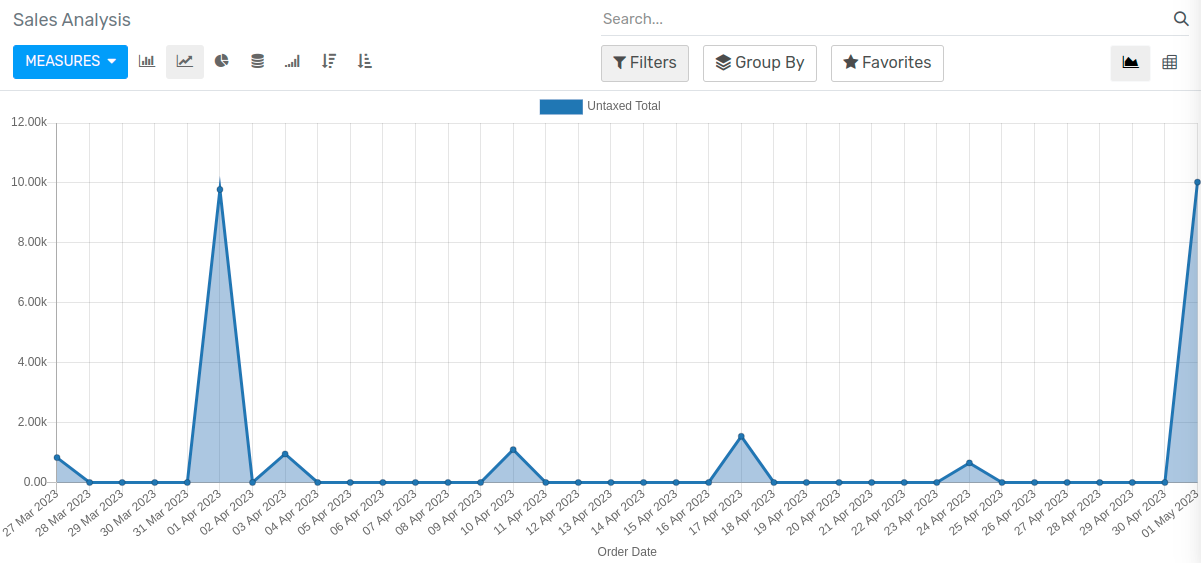 Sales Analysis
Search...
MEASURES
Filters
Group By
Favorites
Untaxed Total
12.00k
10.00k
8.00k
6.00k
4.00k
2.00k
0.00
27 Mar 2023
28 Mar 2023
29 Mar 2023
30 Mar 2023
31 Mar 2023
01 Apr 2023
02 Apr 2023
03 Apr 2023
04 Apr 2023
05 Apr 2023
06 Apr 2023
07 Apr 2023
08 Apr 2023
09 Apr 2023
10 Apr 2023
11 Apr 2023
12 Apr 2023
13 Apr 2023
14 Apr 2023
15 Apr 2023
16 Apr 2023
17 Apr 2023
18 Apr 2023
19 Apr 2023
20 Apr 2023
21 Apr 2023
22 Apr 2023
23 Apr 2023
24 Apr 2023
25 Apr 2023
26 Apr 2023
27 Apr 2023
28 Apr 2023
29 Apr 2023
30 Apr 2023
01 May 2023
Order Date